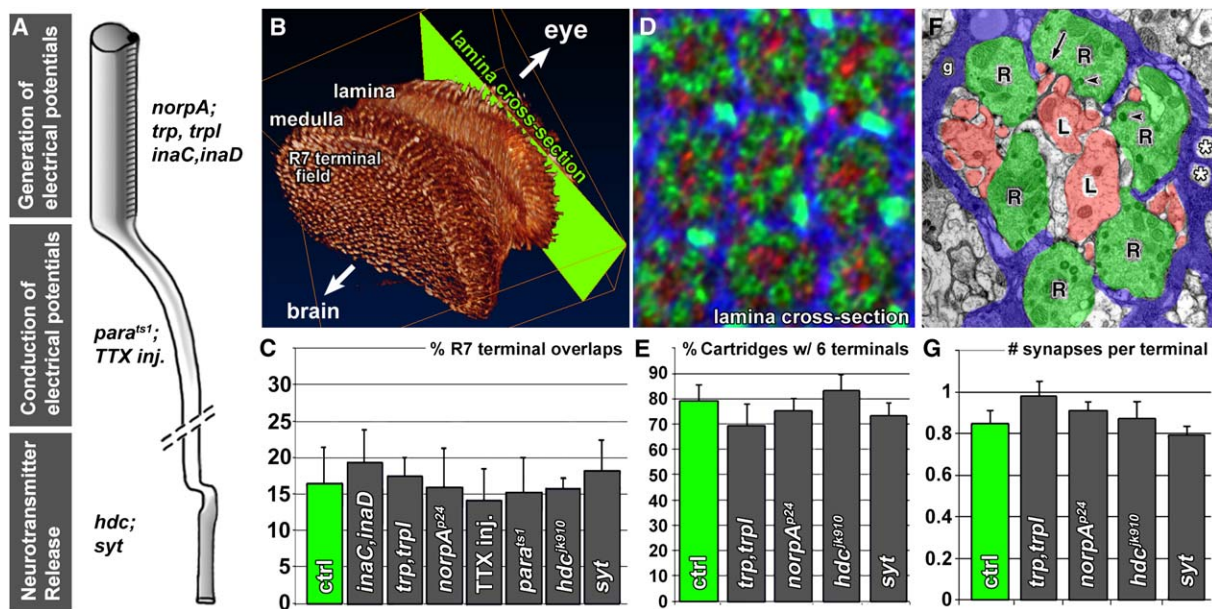 A
Generation of
electrical potentials
norpA;
trp, trpl
inaC,inaD
Conduction of
electrical potentials
para^ts1;
TTX inj.
Neurotransmitter
Release
hdc;
syt
B
eye
lamina cross-section
lamina
medulla
R7 terminal
field
brain
C
% R7 terminal overlaps
35
30
25
20
15
10
5
0
ctrl
inaC,inaD
trp,trpl
norpA^p24
TTX inj.
para^ts1
hdc^jk910
syt
D
lamina cross-section
E
% Cartridges w/ 6 terminals
90
80
70
60
50
40
30
20
10
0
ctrl
trp,trpl
norpA^p24
hdc^jk910
syt
F
g
R
R
R
L
L
R
R
R
*
*
G
# synapses per terminal
1
0.8
0.6
0.4
0.2
0
ctrl
trp,trpl
norpA^p24
hdc^jk910
syt